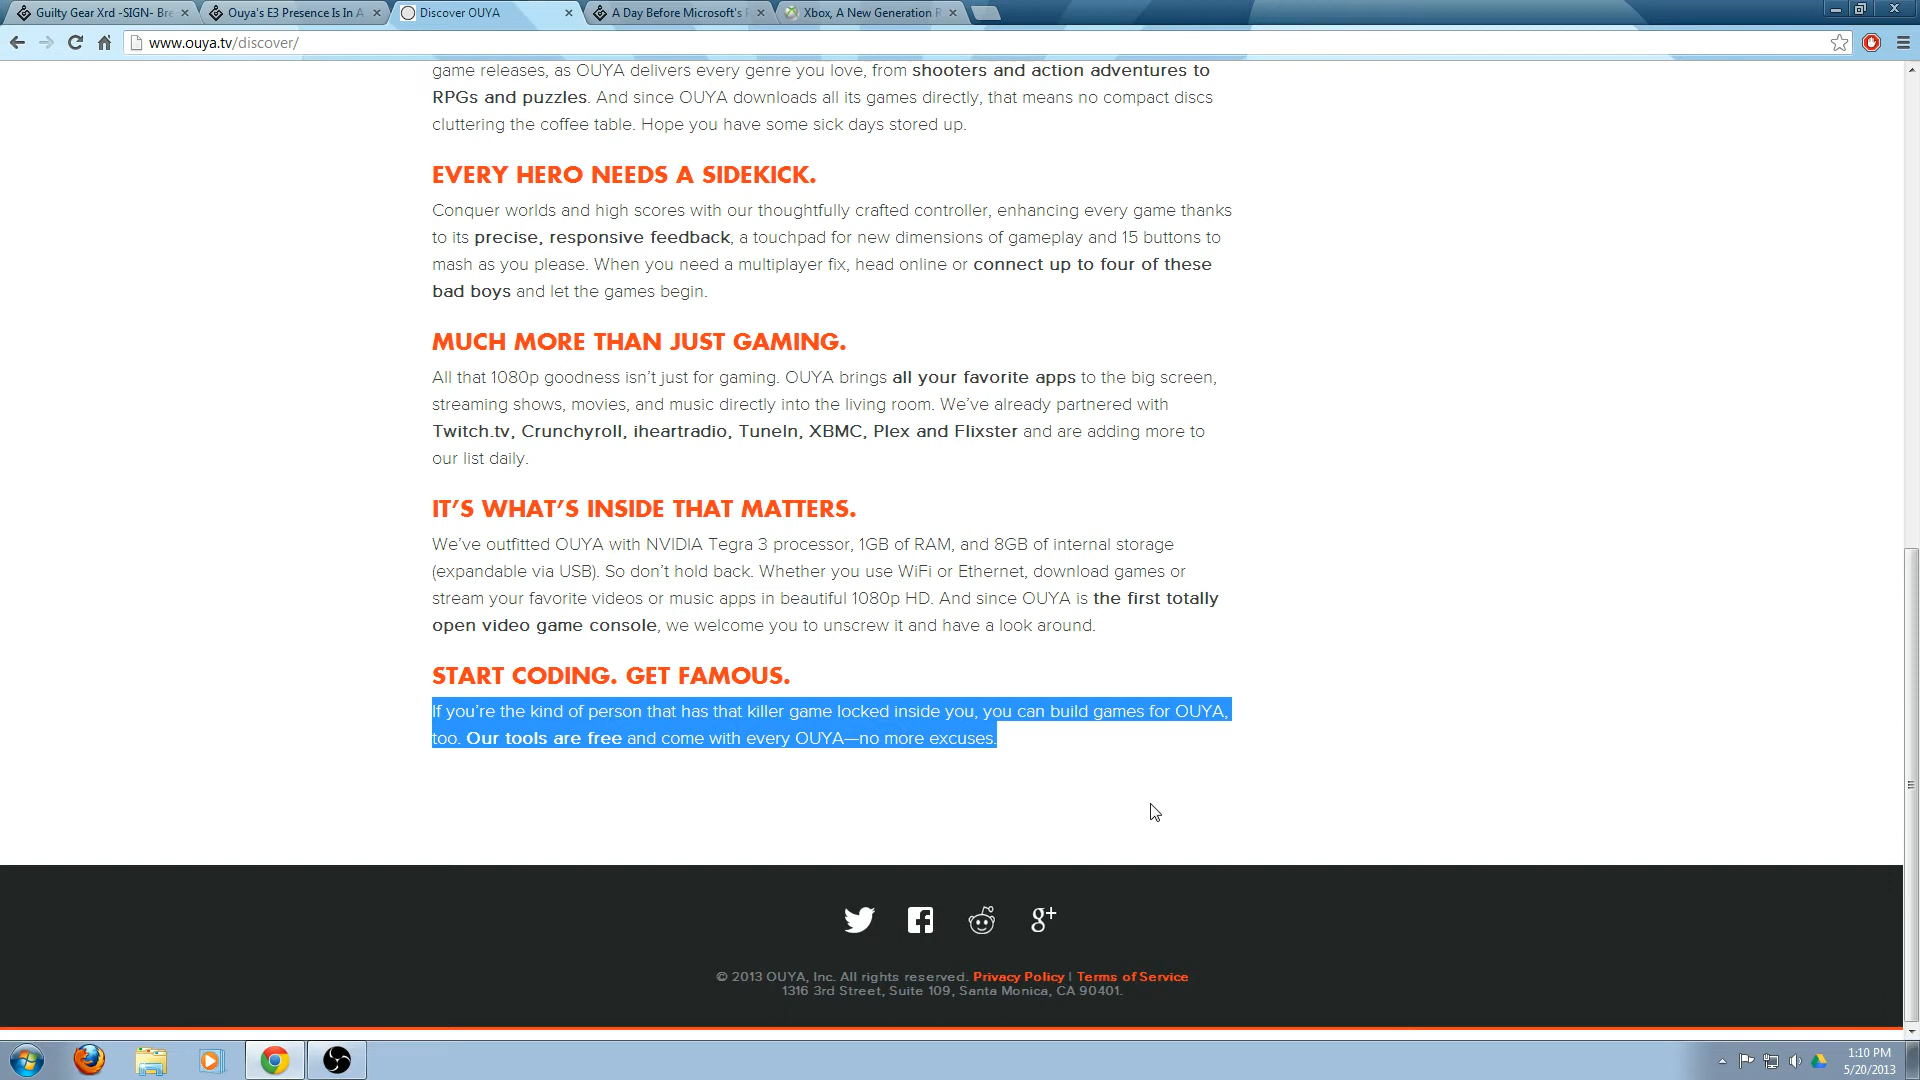 Guilty Gear Xrd -SIGN- Bre
Ouya's E3 Presence Is In A
Discover OUYA
A Day Before Microsoft's
Xbox, A New Generation R
www.ouya.tv/discover/
game releases, as OUYA delivers every genre you love, from shooters and action adventures to
RPGs and puzzles. And since OUYA downloads all its games directly, that means no compact discs
cluttering the coffee table. Hope you have some sick days stored up.
EVERY HERO NEEDS A SIDEKICK.
Conquer worlds and high scores with our thoughtfully crafted controller, enhancing every game thanks
to its precise, responsive feedback, a touchpad for new dimensions of gameplay and 15 buttons to
mash as you please. When you need a multiplayer fix, head online or connect up to four of these
bad boys and let the games begin.
MUCH MORE THAN JUST GAMING.
All that 1080p goodness isn't just for gaming. OUYA brings all your favorite apps to the big screen,
streaming shows, movies, and music directly into the living room. We've already partnered with
Twitch.tv, Crunchyroll, iheartradio, TuneIn, XBMC, Plex and Flixster and are adding more to
our list daily.
IT'S WHAT'S INSIDE THAT MATTERS.
We've outfitted OUYA with NVIDIA Tegra 3 processor, 1GB of RAM, and 8GB of internal storage
(expandable via USB). So don't hold back. Whether you use WiFi or Ethernet, download games or
stream your favorite videos or music apps in beautiful 1080p HD. And since OUYA is the first totally
open video game console, we welcome you to unscrew it and have a look around.
START CODING. GET FAMOUS.
If you're the kind of person that has that killer game locked inside you, you can build games for OUYA,
too. Our tools are free and come with every OUYA—no more excuses.
g+
© 2013 OUYA, Inc. All rights reserved. Privacy Policy | Terms of Service
1316 3rd Street, Suite 109, Santa Monica, CA 90401.
1:10 PM
5/20/2013